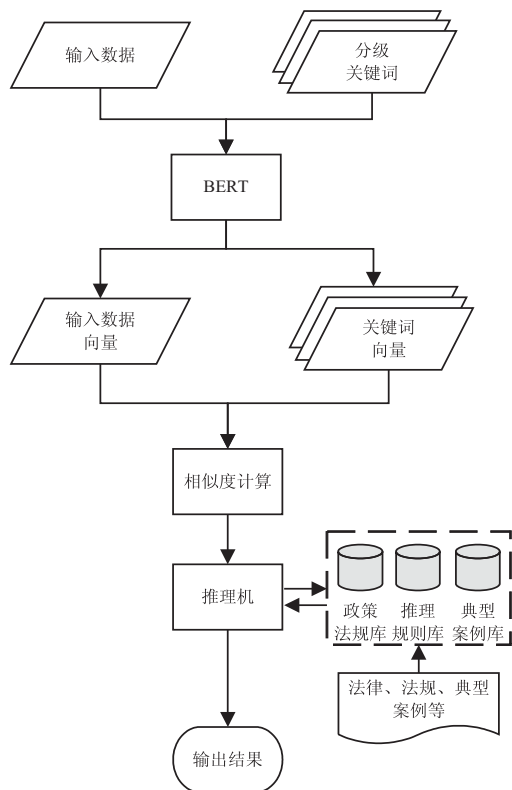 输入数据
分级
关键词
BERT
输入数据
向量
关键词
向量
相似度计算
推理机
政策
法规库
推理
规则库
典型
案例库
法律、法规、典型
案例等
输出结果